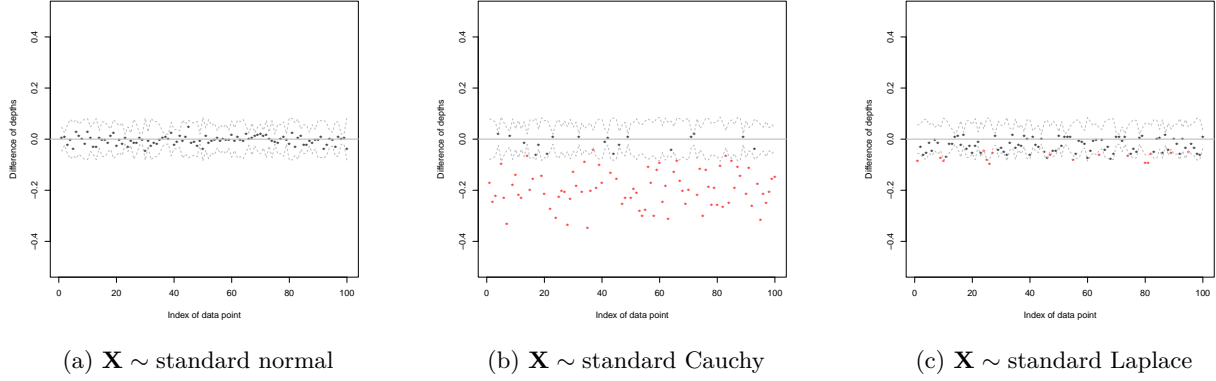 0.4
0.2
0.0
−0.2
−0.4
Difference of depths
0 20 40 60 80 100
Index of data point
(a) X ∼ standard normal
0.4
0.2
0.0
−0.2
−0.4
Difference of depths
0 20 40 60 80 100
Index of data point
(b) X ∼ standard Cauchy
0.4
0.2
0.0
−0.2
−0.4
Difference of depths
0 20 40 60 80 100
Index of data point
(c) X ∼ standard Laplace